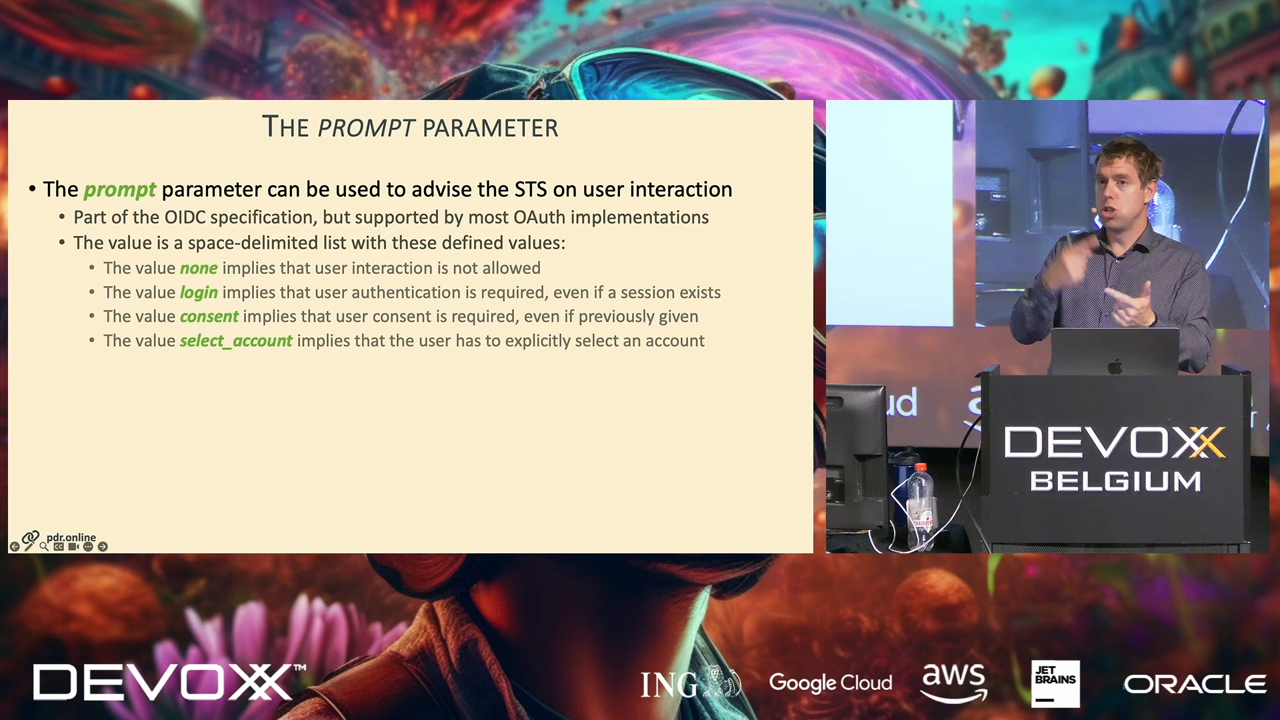 THE PROMPT PARAMETER
• The prompt parameter can be used to advise the STS on user interaction
• Part of the OIDC specification, but supported by most OAuth implementations
• The value is a space-delimited list with these defined values:
• The value none implies that user interaction is not allowed
• The value login implies that user authentication is required, even if a session exists
• The value consent implies that user consent is required, even if previously given
• The value select_account implies that the user has to explicitly select an account
pdr.online
ud
DEVOXX
BELGIUM
DEVOXX™
ING
Google Cloud
aws
JET
BRAINS
ORACLE